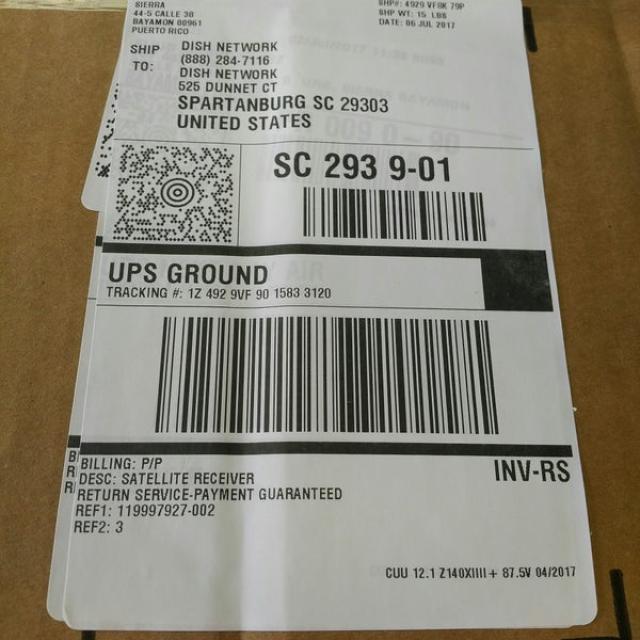 SIERRA
44-5 CALLE 38
BAYAMON 00961
PUERTO RICO
SHP#: 4929 VF8K 79P
SHP WT: 15 LBS
DATE: 06 JUL 2017
SHIP TO:
DISH NETWORK
(888) 284-7116
DISH NETWORK
525 DUNNET CT
SPARTANBURG SC 29303
UNITED STATES
SC 293 9-01
UPS GROUND
TRACKING #: 1Z 492 9VF 90 1583 3120
BILLING: P/P
DESC: SATELLITE RECEIVER
RETURN SERVICE-PAYMENT GUARANTEED
REF1: 119997927-002
REF2: 3
INV-RS
CUU 12.1 Z140XIIII+ 87.5V 04/2017